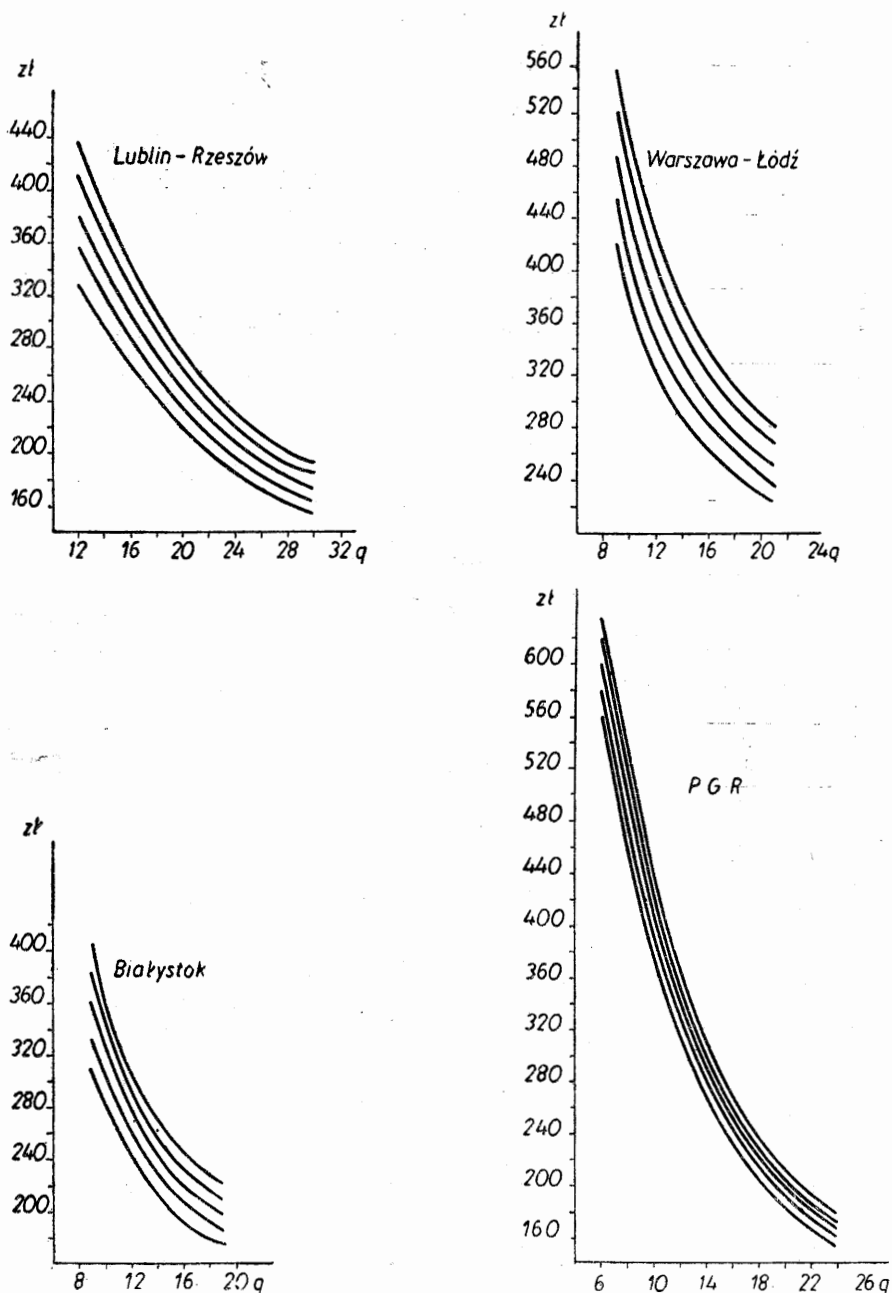 zł
440
Lublin - Rzeszów
400
360
320
280
240
200
160
12 16 20 24 28 32 q
zł
560
520
480
Warszawa - Łódź
440
400
360
320
280
240
8 12 16 20 24q
zł
400
Białystok
360
320
280
240
200
8 12 16 20 q
zł
600
560
520
P G R
480
440
400
360
320
280
240
200
160
6 10 14 18 22 26 q